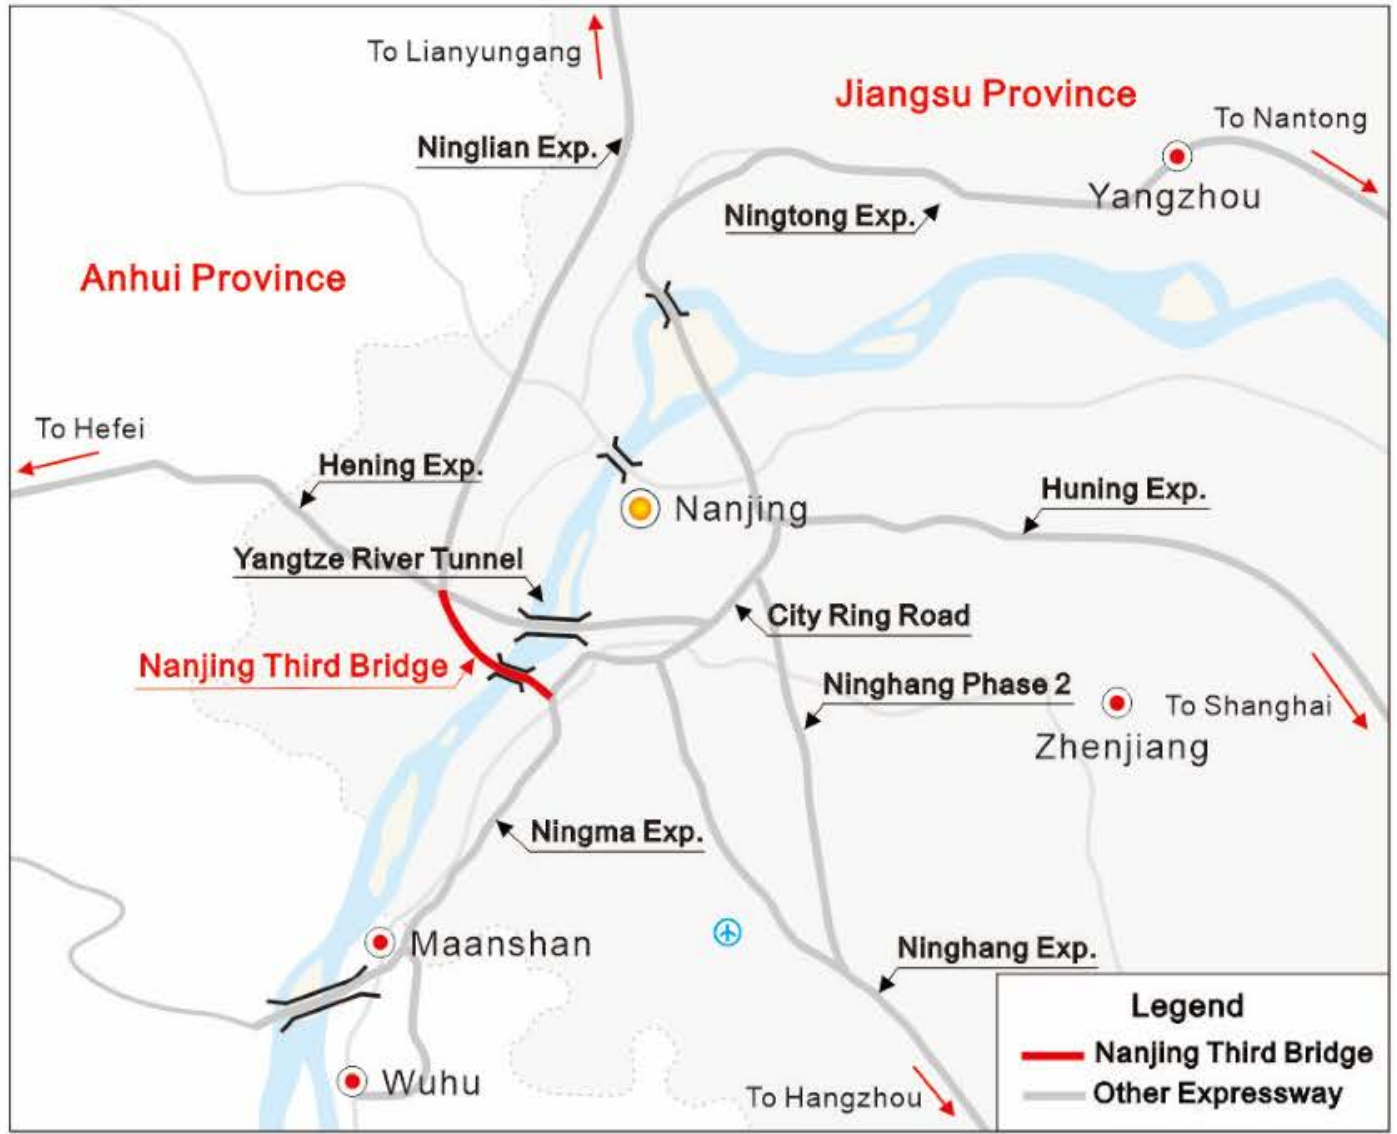 To Lianyungang
Jiangsu Province
To Nantong
Ninglian Exp.
Yangzhou
Ningtong Exp.
Anhui Province
To Hefei
Hening Exp.
Huning Exp.
Nanjing
Yangtze River Tunnel
City Ring Road
Nanjing Third Bridge
Ninghang Phase 2
To Shanghai
Zhenjiang
Ningma Exp.
Maanshan
Ninghang Exp.
Wuhu
To Hangzhou
Legend
Nanjing Third Bridge
Other Expressway